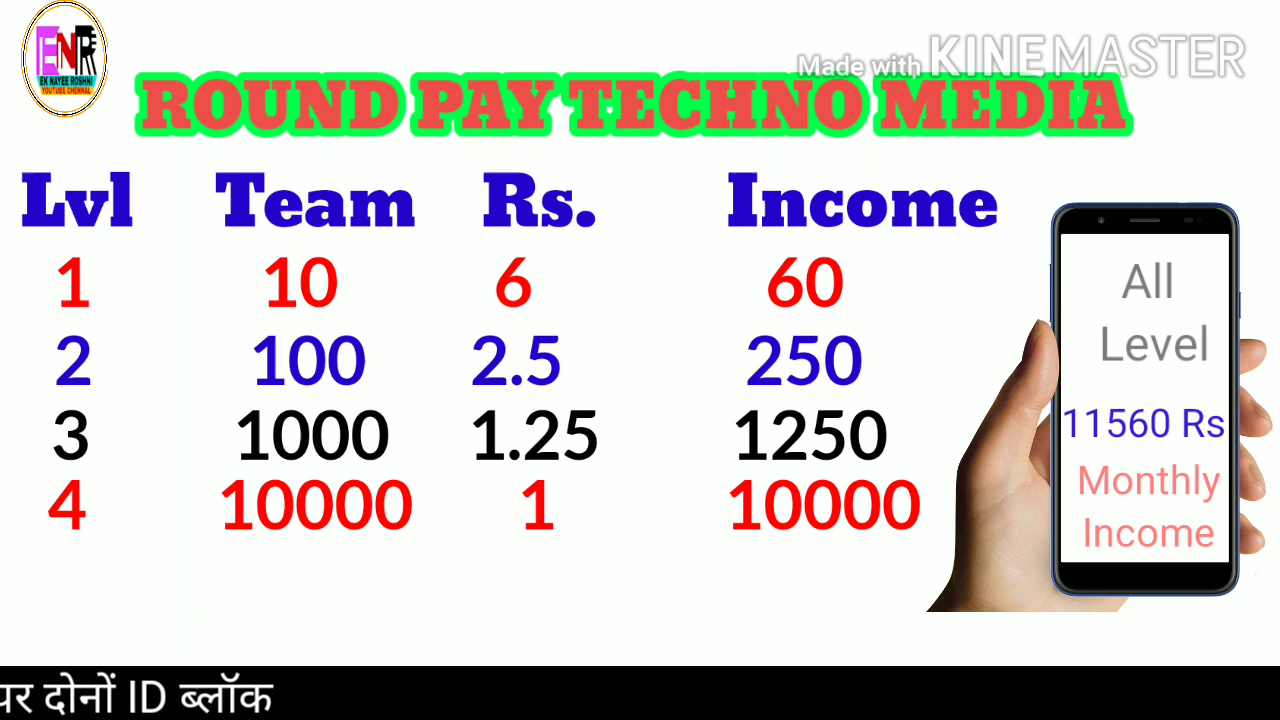 ENR
EK NAYEE ROSHNI
YOUTUBE CHENNAL
Made with KINEMASTER
ROUND PAY TECHNO MEDIA
Lvl Team Rs. Income
1 10 6 60
2 100 2.5 250
3 1000 1.25 1250
4 10000 1 10000
All
Level
11560 Rs
Monthly
Income
पर दोनों ID ब्लॉक